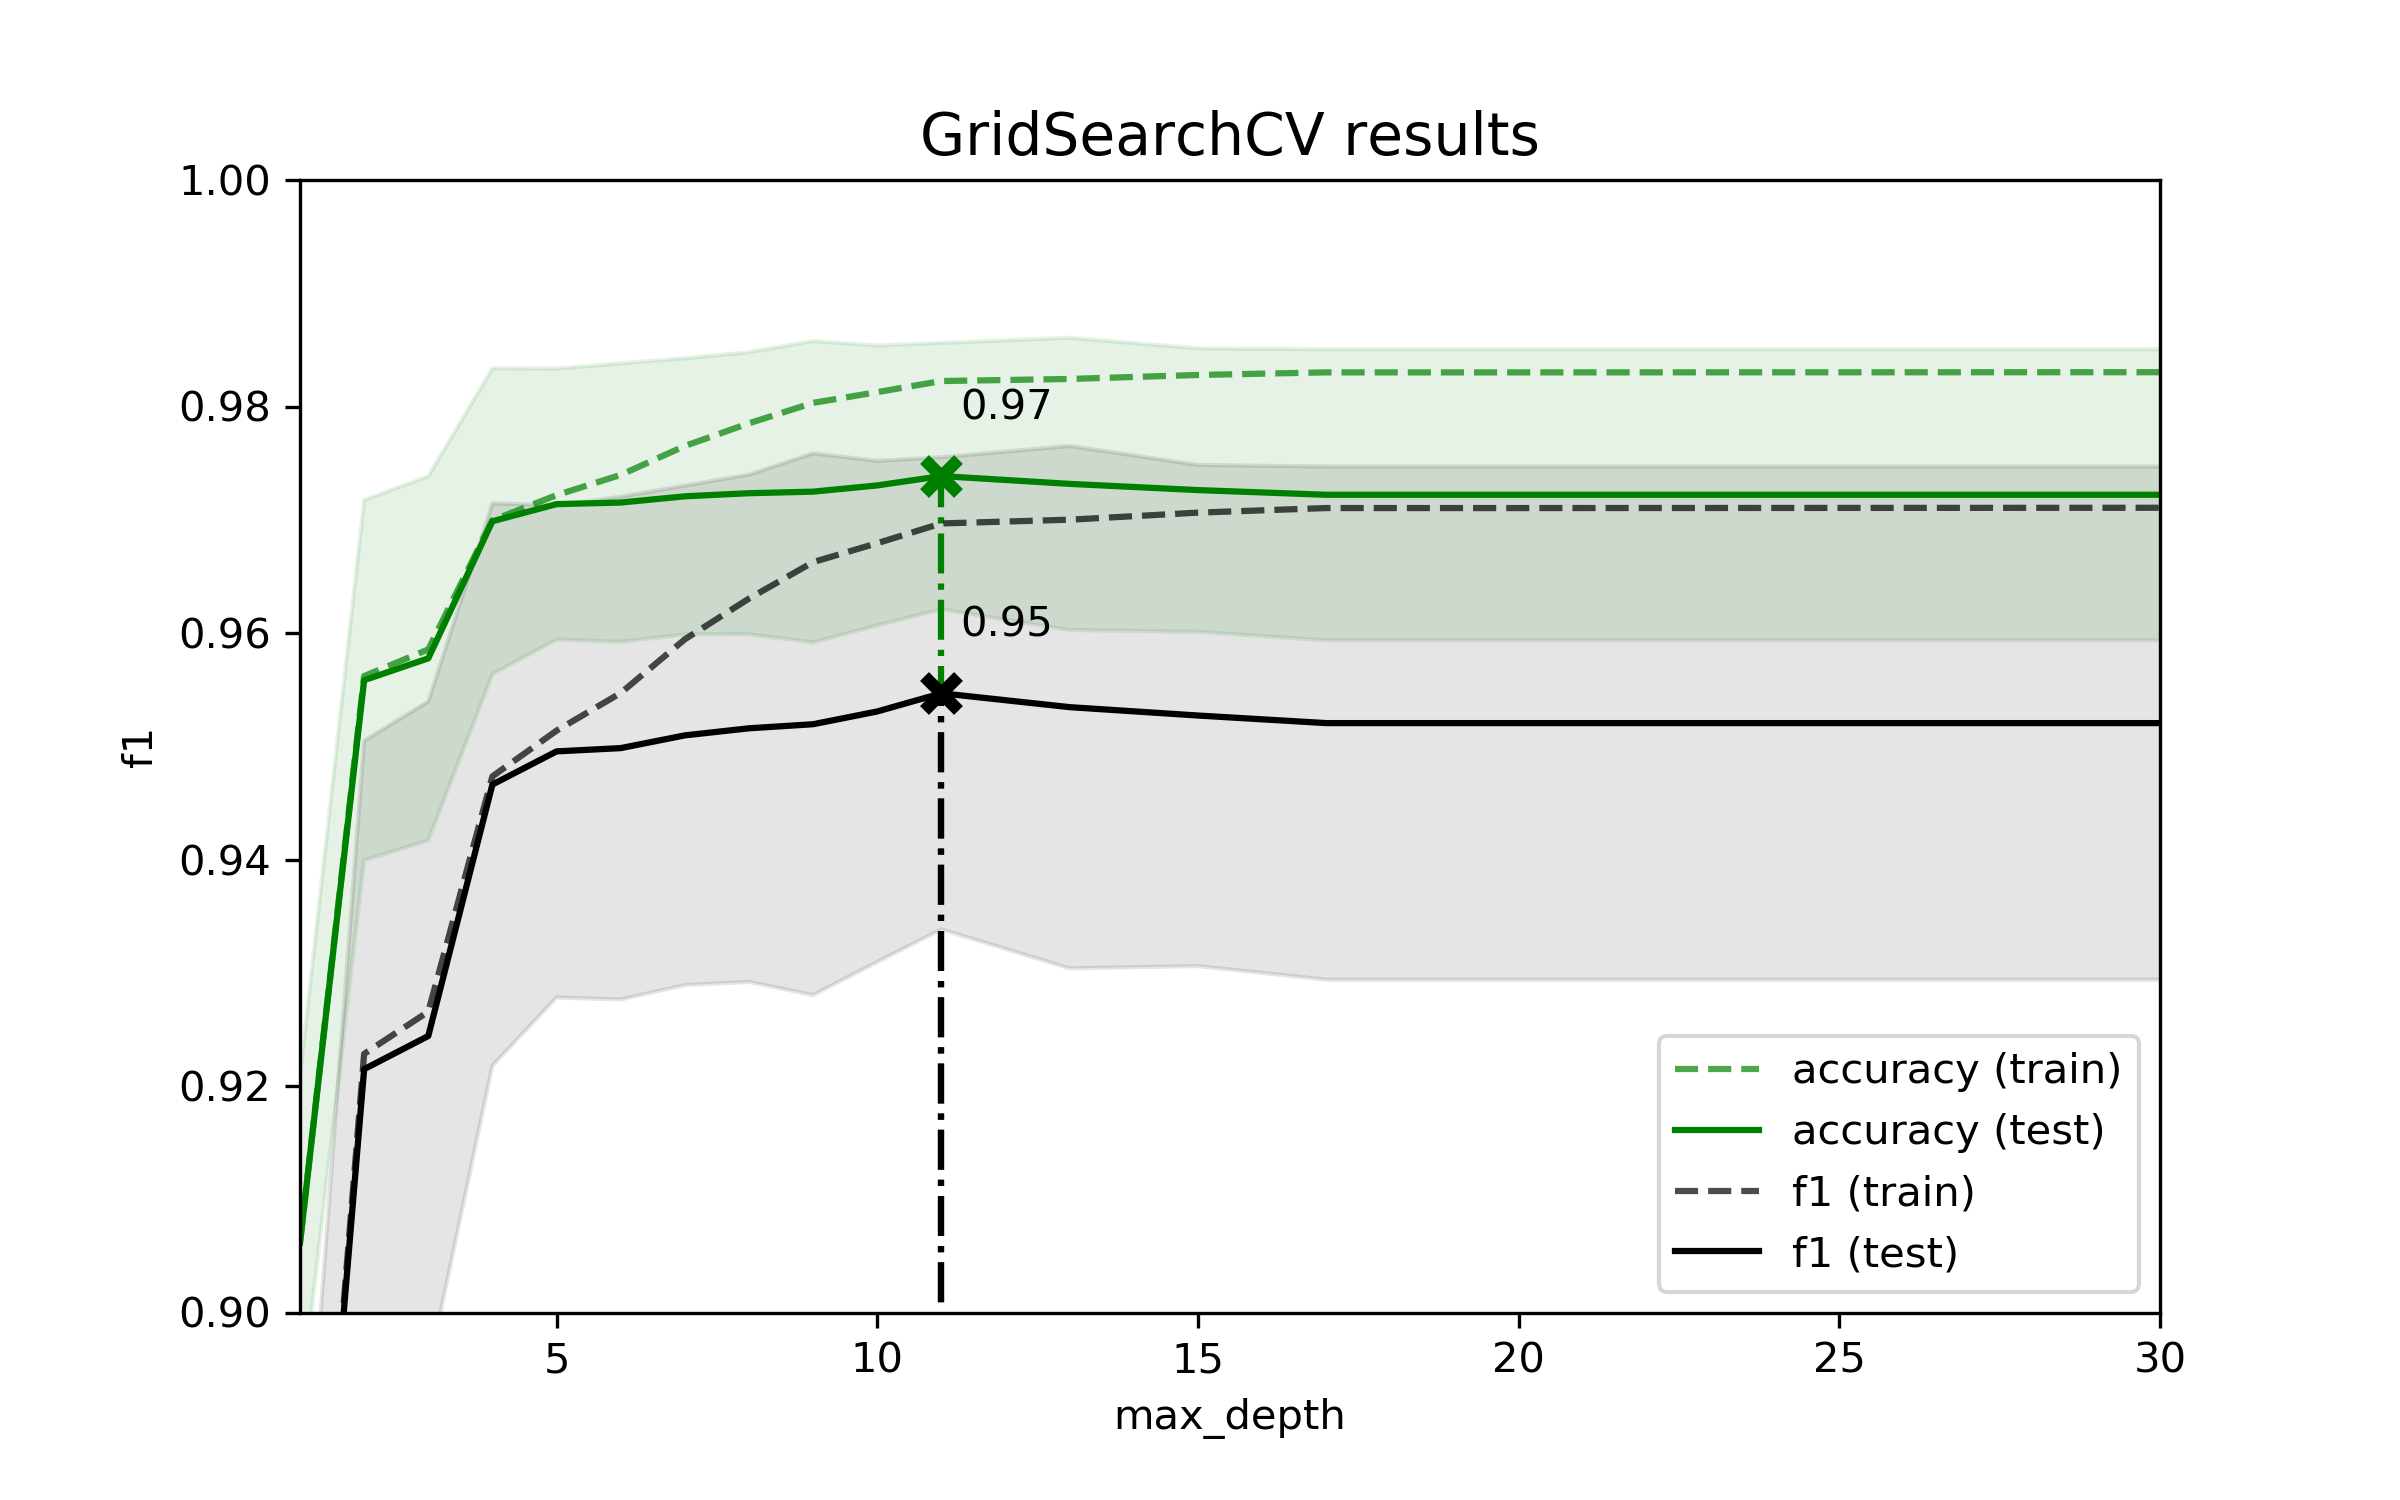 GridSearchCV results
1.00
0.98
0.96
0.94
0.92
0.90
f1
0.97
0.95
accuracy (train)
accuracy (test)
f1 (train)
f1 (test)
5 10 15 20 25 30
max_depth